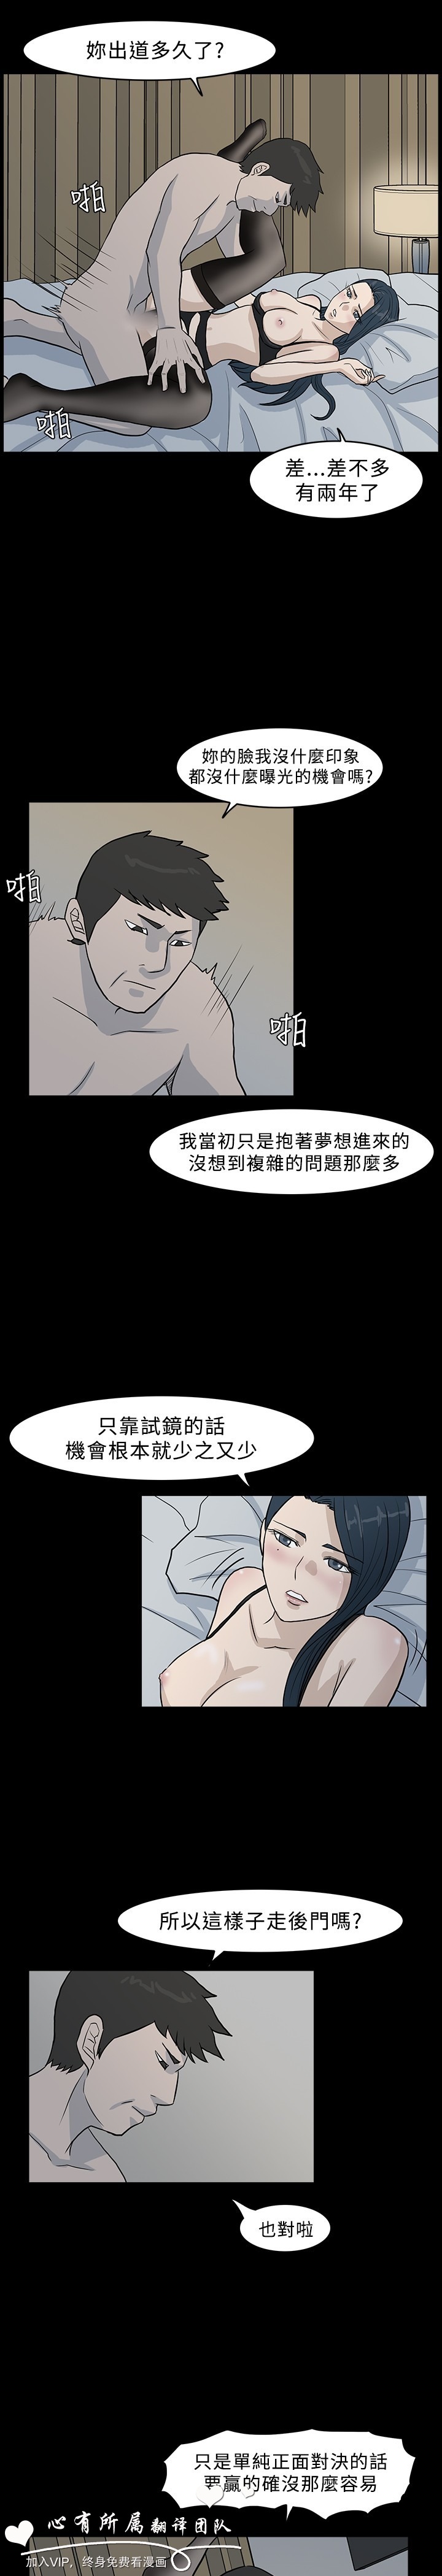 妳出道多久了?
啪
啪
差...差不多
有兩年了
妳的臉我沒什麼印象
都沒什麼曝光的機會嗎?
啪
啪
我當初只是抱著夢想進來的
沒想到複雜的問題那麼多
只靠試鏡的話
機會根本就少之又少
所以這樣子走後門嗎?
也對啦
只是單純正面對決的話
要贏的確沒那麼容易
心有所属翻译团队
加入VIP，终身免费看漫画